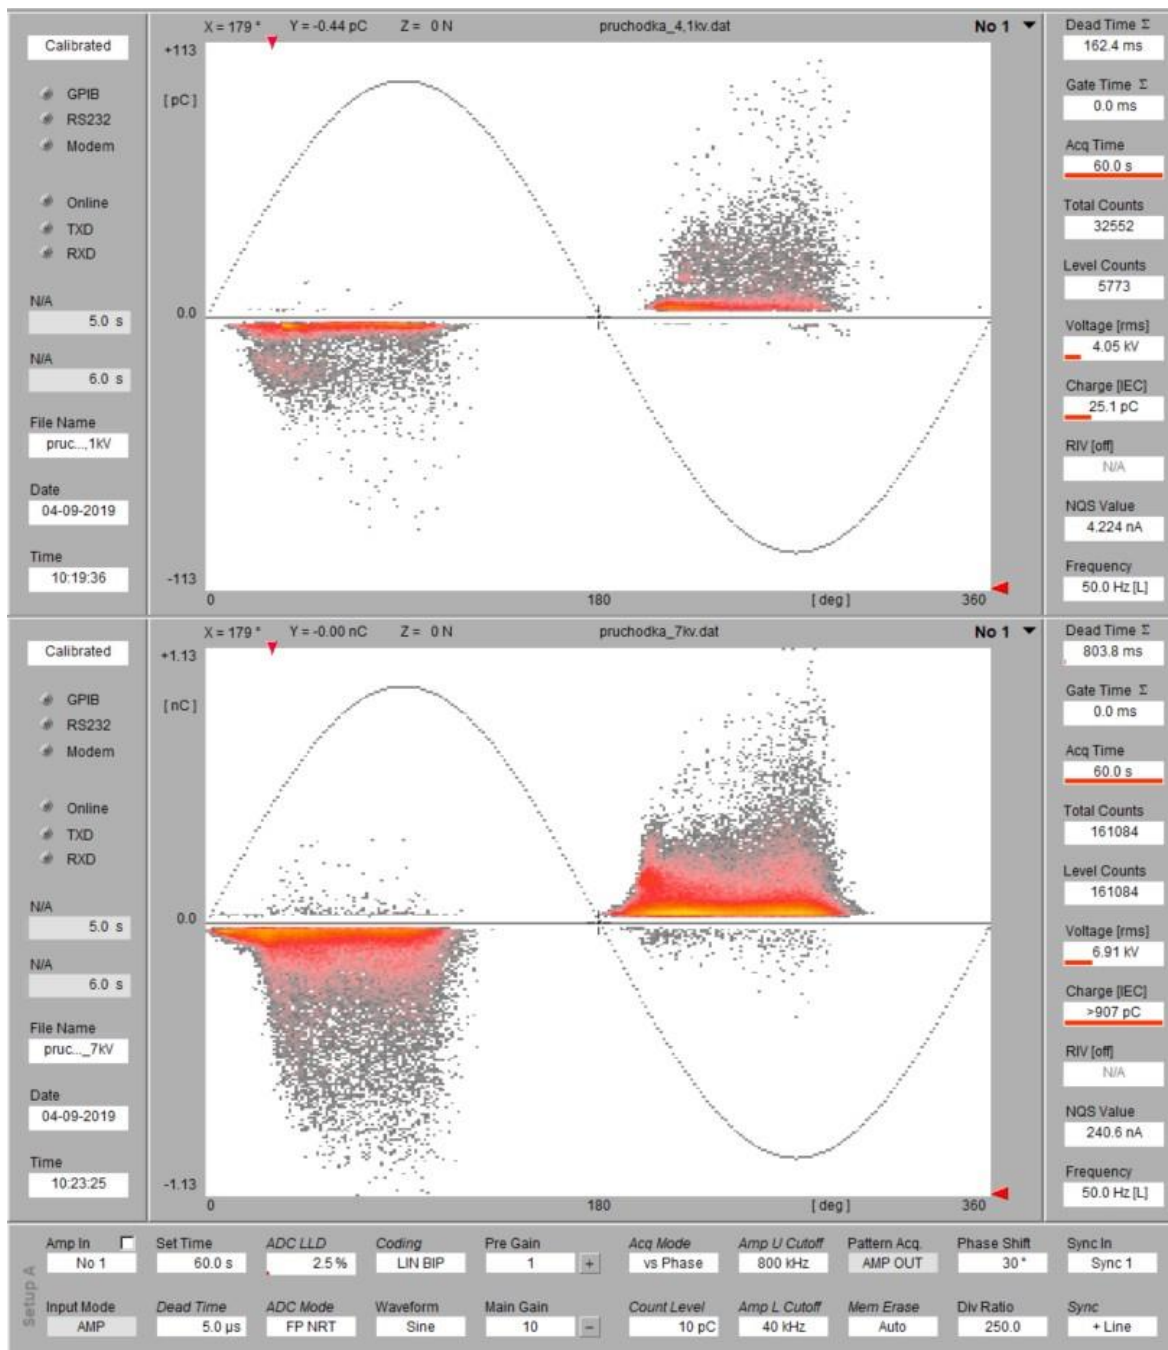 X = 179 ° Y = -0.44 pC Z = 0 N pruchodka_4,1kv.dat No 1
Calibrated
GPIB
RS232
Modem
Online
TXD
RXD
N/A
5.0 s
N/A
6.0 s
File Name
pruc...,1kV
Date
04-09-2019
Time
10:19:36
+113
[ pC ]
0.0
-113
0 180 [ deg ] 360
Dead Time Σ
162.4 ms
Gate Time Σ
0.0 ms
Acq Time
60.0 s
Total Counts
32552
Level Counts
5773
Voltage [rms]
4.05 kV
Charge [IEC]
25.1 pC
RIV [off]
N/A
NQS Value
4.224 nA
Frequency
50.0 Hz [L]
X = 179 ° Y = -0.00 nC Z = 0 N pruchodka_7kv.dat No 1
Calibrated
GPIB
RS232
Modem
Online
TXD
RXD
N/A
5.0 s
N/A
6.0 s
File Name
pruc..._7kV
Date
04-09-2019
Time
10:23:25
+1.13
[ nC ]
0.0
-1.13
0 180 [ deg ] 360
Dead Time Σ
803.8 ms
Gate Time Σ
0.0 ms
Acq Time
60.0 s
Total Counts
161084
Level Counts
161084
Voltage [rms]
6.91 kV
Charge [IEC]
>907 pC
RIV [off]
N/A
NQS Value
240.6 nA
Frequency
50.0 Hz [L]
Setup A
Amp In Set Time ADC LLD Coding Pre Gain Acq Mode Amp U Cutoff Pattern Acq. Phase Shift Sync In
No 1 60.0 s 2.5 % LIN BIP 1 + vs Phase 800 kHz AMP OUT 30 ° Sync 1
Input Mode Dead Time ADC Mode Waveform Main Gain Count Level Amp L Cutoff Mem Erase Div Ratio Sync
AMP 5.0 µs FP NRT Sine 10 − 10 pC 40 kHz Auto 250.0 + Line